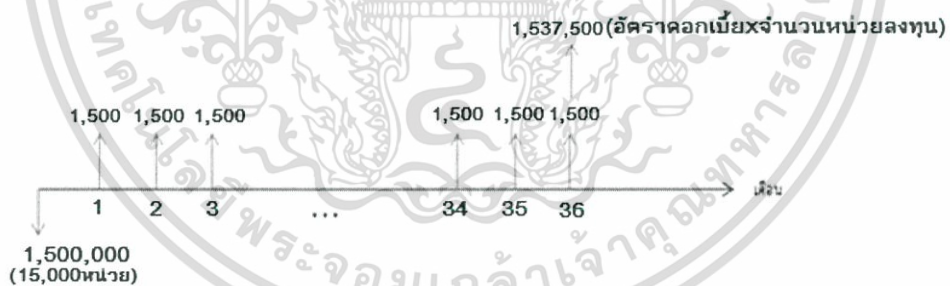 1,537,500(อัตราดอกเบี้ยxจำนวนหน่วยลงทุน)
1,500 1,500 1,500 1,500 1,500 1,500
เดือน
1 2 3 ... 34 35 36
1,500,000
(15,000หน่วย)